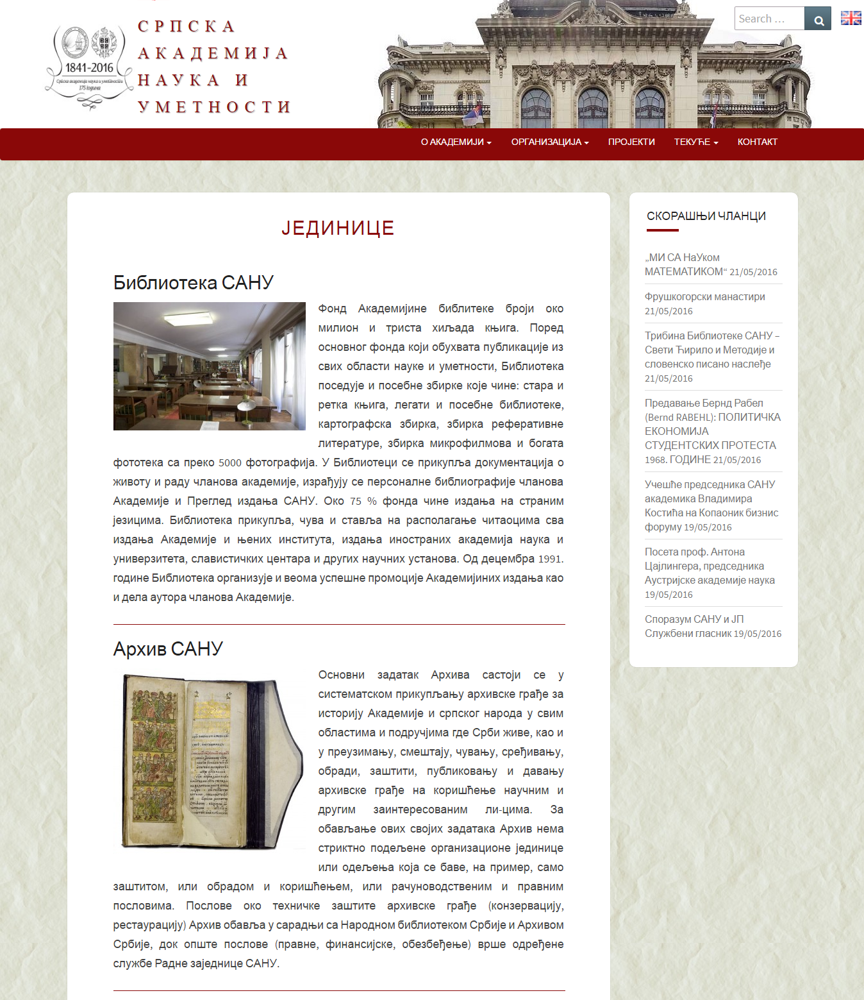 СРПСКА
АКАДЕМИЈА
НАУКА И
УМЕТНОСТИ
1841-2016
Српска академија наука и уметности
175 година
Search ...
О АКАДЕМИЈИ
ОРГАНИЗАЦИЈА
ПРОЈЕКТИ
ТЕКУЋЕ
КОНТАКТ
ЈЕДИНИЦЕ
Библиотека САНУ
Фонд Академијине библитеке броји око
милион и триста хиљада књига. Поред
основног фонда који обухвата публикације из
свих области науке и уметности, Библиотека
поседује и посебне збирке које чине: стара и
ретка књига, легати и посебне библиотеке,
картографска збирка, збирка референтивне
литературе, збирка микрофилмова и богата
фототека са преко 5000 фотографија. У Библиотеци се прикупља документација о
животу и раду чланова академије, израђују се персоналне библиографије чланова
Академије и Преглед издања САНУ. Око 75 % фонда чине издања на страним
језицима. Библиотека прикупља, чува и ставља на располагање читаоцима сва
издања Академије и њених института, издања иностраних академија наука и
универзитета, славистичких центара и других научних установа. Од децембра 1991.
године Библиотека организује и веома успешне промоције Академијиних издања као
и дела аутора чланова Академије.
Архив САНУ
Основни задатак Архива састоји се у
систематском прикупљању архивске грађе за
историју Академије и српског народа у свим
областима и подручјима где Срби живе, као и
у преузимању, смештају, чувању, сређивању,
обради, заштити, публиковању и давању
архивске грађе на коришћење научним и
другим заинтересованим ли-цима. За
обављање ових својих задатака Архив нема
стриктно подељене организационе јединице
или одељења која се баве, на пример, само
заштитом, или обрадом и коришћењем, или рачуноводственим и правним
пословима. Послове око техничке заштите архивске грађе (конзервацију,
рестаурацију) Архив обавља у сарадњи са Народном библиотеком Србије и Архивом
Србије, док опште послове (правне, финансијске, обезбеђење) врше одређене
службе Радне заједнице САНУ.
СКОРАШЊИ ЧЛАНЦИ
„МИ СА НаУком
МАТЕМАТИКОМ“ 21/05/2016
Фрушкогорски манастири
21/05/2016
Трибина Библиотеке САНУ –
Свети Ћирило и Методије и
словенско писано наслеђе
21/05/2016
Предавање Бернд Рабел
(Bernd RABEHL): ПОЛИТИЧКА
ЕКОНОМИЈА
СТУДЕНТСКИХ ПРОТЕСТА
1968. ГОДИНЕ 21/05/2016
Учешће председника САНУ
академика Владимира
Костића на Копаоник бизнис
форуму 19/05/2016
Посета проф. Антона
Цајлингера, председника
Аустријске академије наука
19/05/2016
Споразум САНУ и ЈП
Службени гласник 19/05/2016